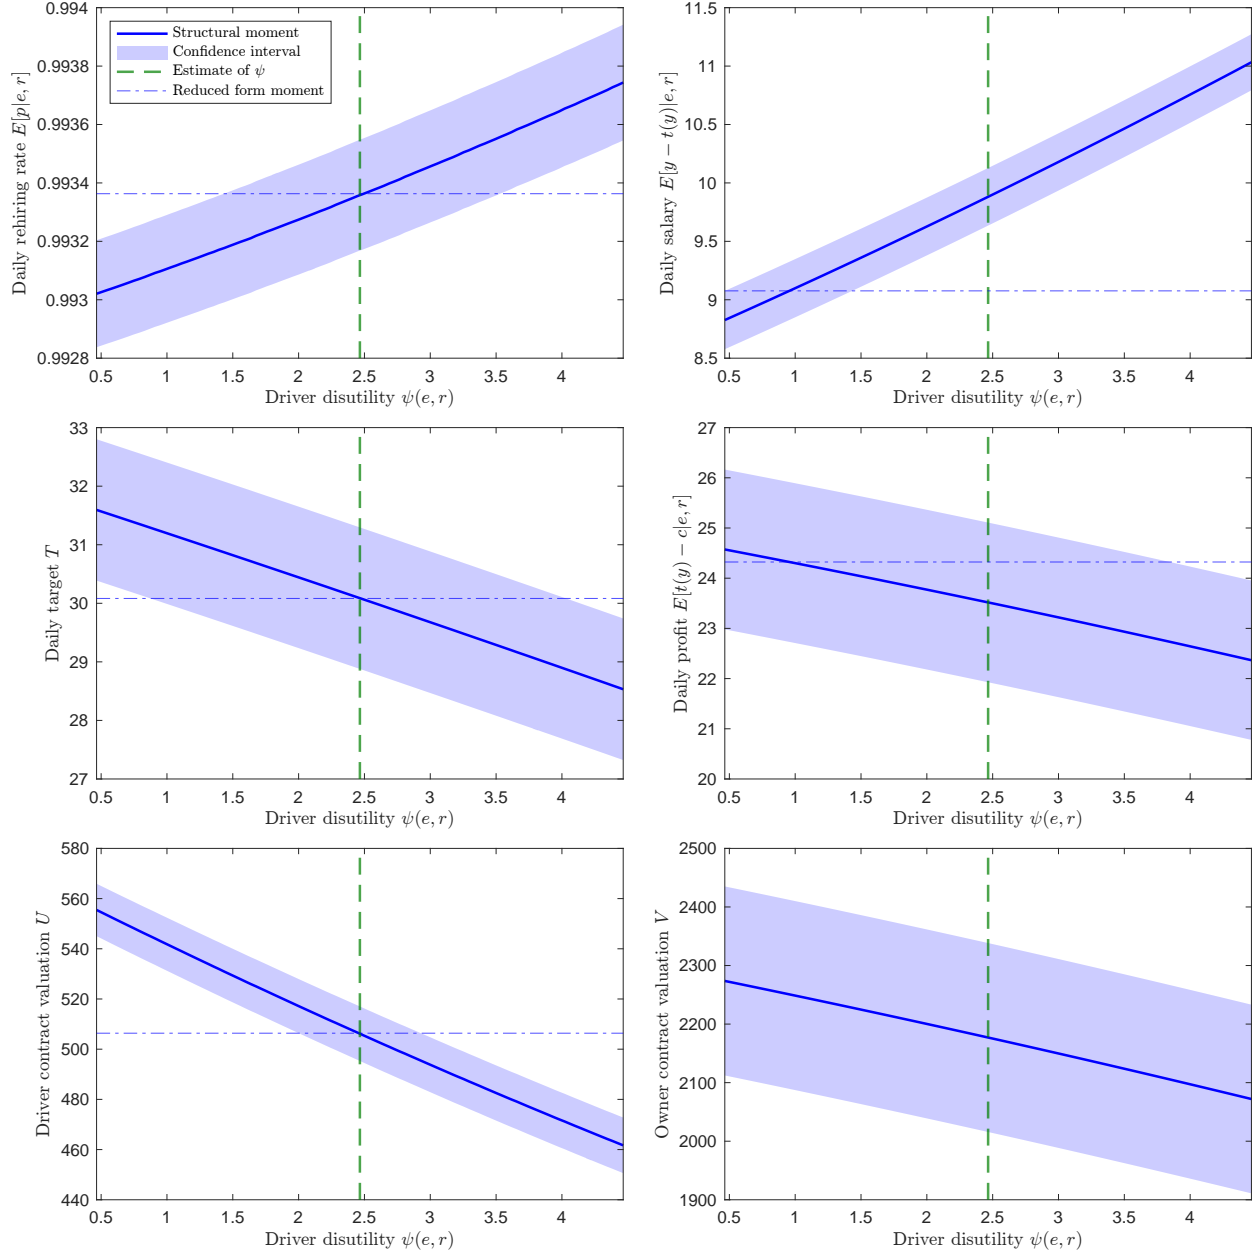 0.994
0.9938
0.9936
0.9934
0.9932
0.993
0.9928
Daily rehiring rate E[p|e, r]
Structural moment
Confidence interval
Estimate of ψ
Reduced form moment
0.5 1 1.5 2 2.5 3 3.5 4
Driver disutility ψ(e, r)
11.5
11
10.5
10
9.5
9
8.5
Daily salary E[y − t(y)|e, r]
0.5 1 1.5 2 2.5 3 3.5 4
Driver disutility ψ(e, r)
33
32
31
30
29
28
27
Daily target T
0.5 1 1.5 2 2.5 3 3.5 4
Driver disutility ψ(e, r)
27
26
25
24
23
22
21
20
Daily profit E[t(y) − c|e, r]
0.5 1 1.5 2 2.5 3 3.5 4
Driver disutility ψ(e, r)
580
560
540
520
500
480
460
440
Driver contract valuation U
0.5 1 1.5 2 2.5 3 3.5 4
Driver disutility ψ(e, r)
2500
2400
2300
2200
2100
2000
1900
Owner contract valuation V
0.5 1 1.5 2 2.5 3 3.5 4
Driver disutility ψ(e, r)